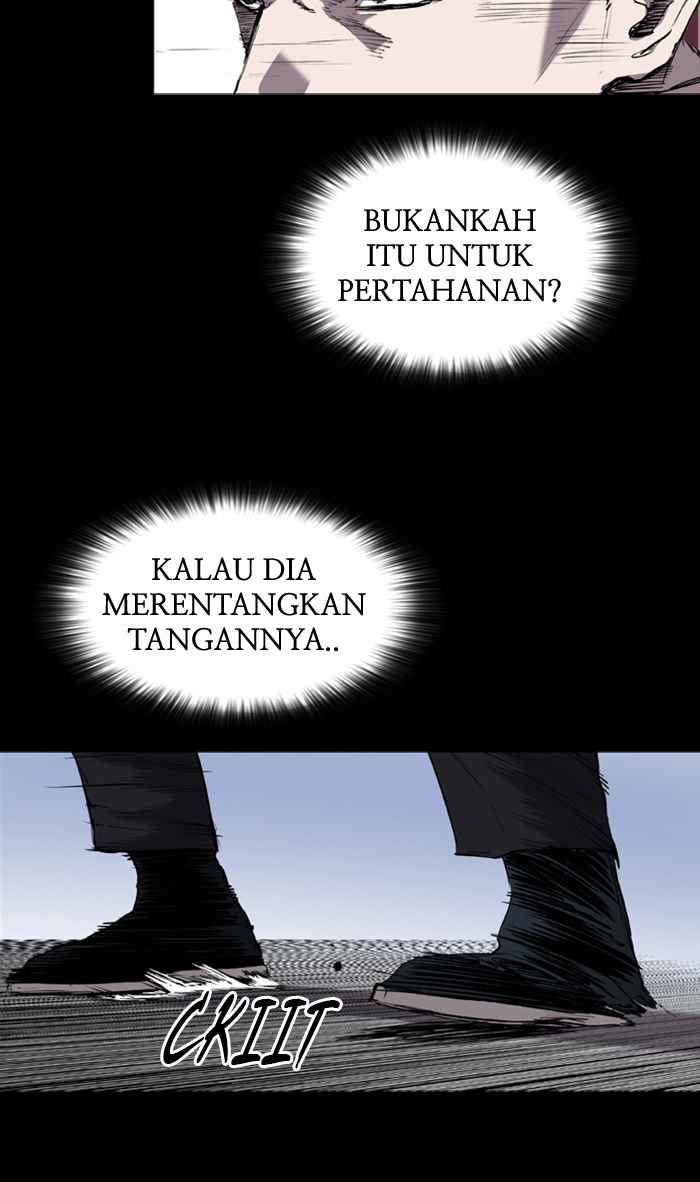 BUKANKAH
ITU UNTUK
PERTAHANAN?
KALAU DIA
MERENTANGKAN
TANGANNYA..
CKIIT